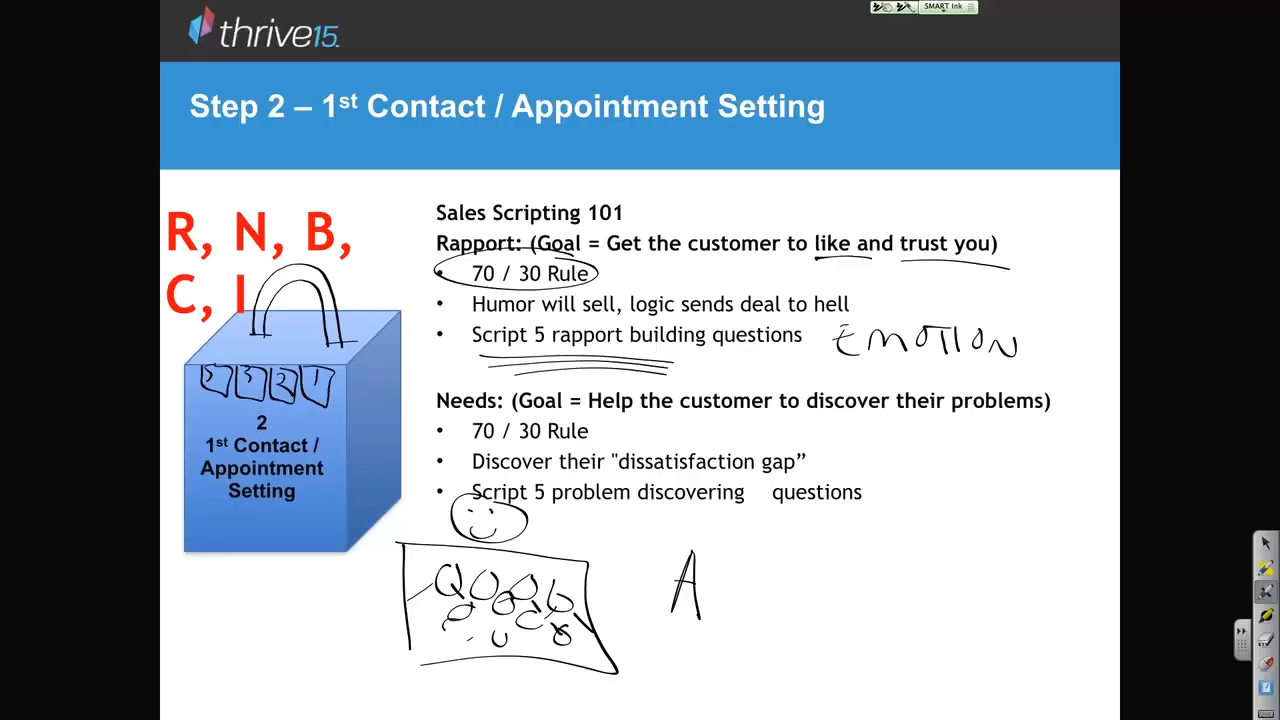 SMART Ink
thrive15
Step 2 – 1st Contact / Appointment Setting
R, N, B,
C, I
Sales Scripting 101
Rapport: (Goal = Get the customer to like and trust you)
• 70 / 30 Rule
• Humor will sell, logic sends deal to hell
• Script 5 rapport building questions
EMOTION
Needs: (Goal = Help the customer to discover their problems)
• 70 / 30 Rule
• Discover their "dissatisfaction gap”
• Script 5 problem discovering questions
2
1st Contact /
Appointment
Setting
A